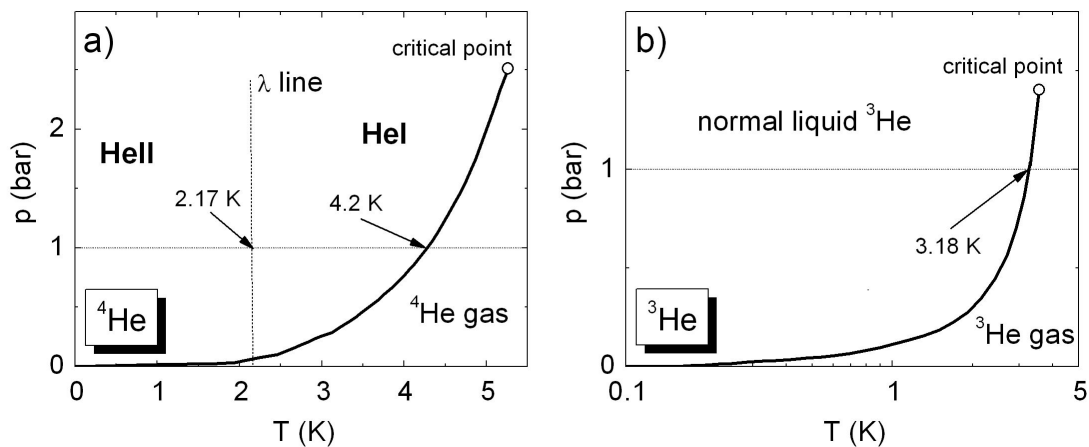 a)
critical point
λ line
HeII
HeI
2.17 K
4.2 K
⁴He
⁴He gas
p (bar)
2
1
0
0 1 2 3 4 5
T (K)
b)
critical point
normal liquid ³He
3.18 K
³He
³He gas
p (bar)
1
0
0.1 1 5
T (K)